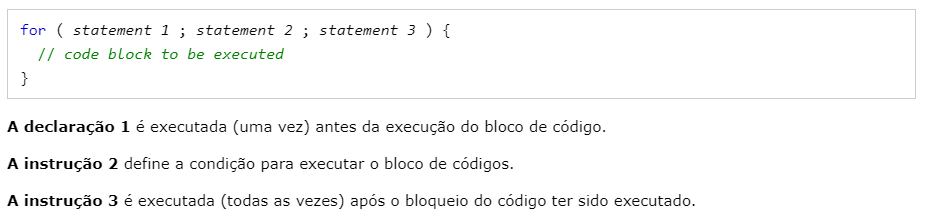 for ( statement 1 ; statement 2 ; statement 3 ) {
// code block to be executed
}
A declaração 1 é executada (uma vez) antes da execução do bloco de código.
A instrução 2 define a condição para executar o bloco de códigos.
A instrução 3 é executada (todas as vezes) após o bloqueio do código ter sido executado.